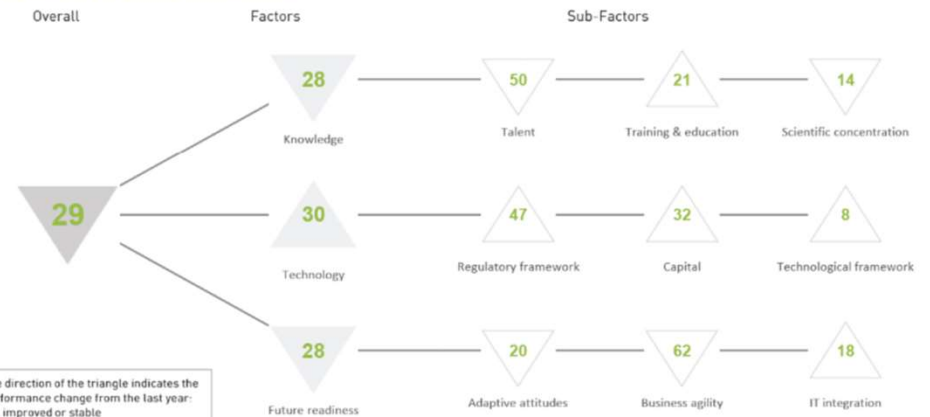 Overall Factors Sub-Factors
28 50 21 14
Knowledge Talent Training & education Scientific concentration
29 30 47 32 8
Technology Regulatory framework Capital Technological framework
28 20 62 18
Future readiness Adaptive attitudes Business agility IT integration
direction of the triangle indicates the
change from the last year:
improved or stable